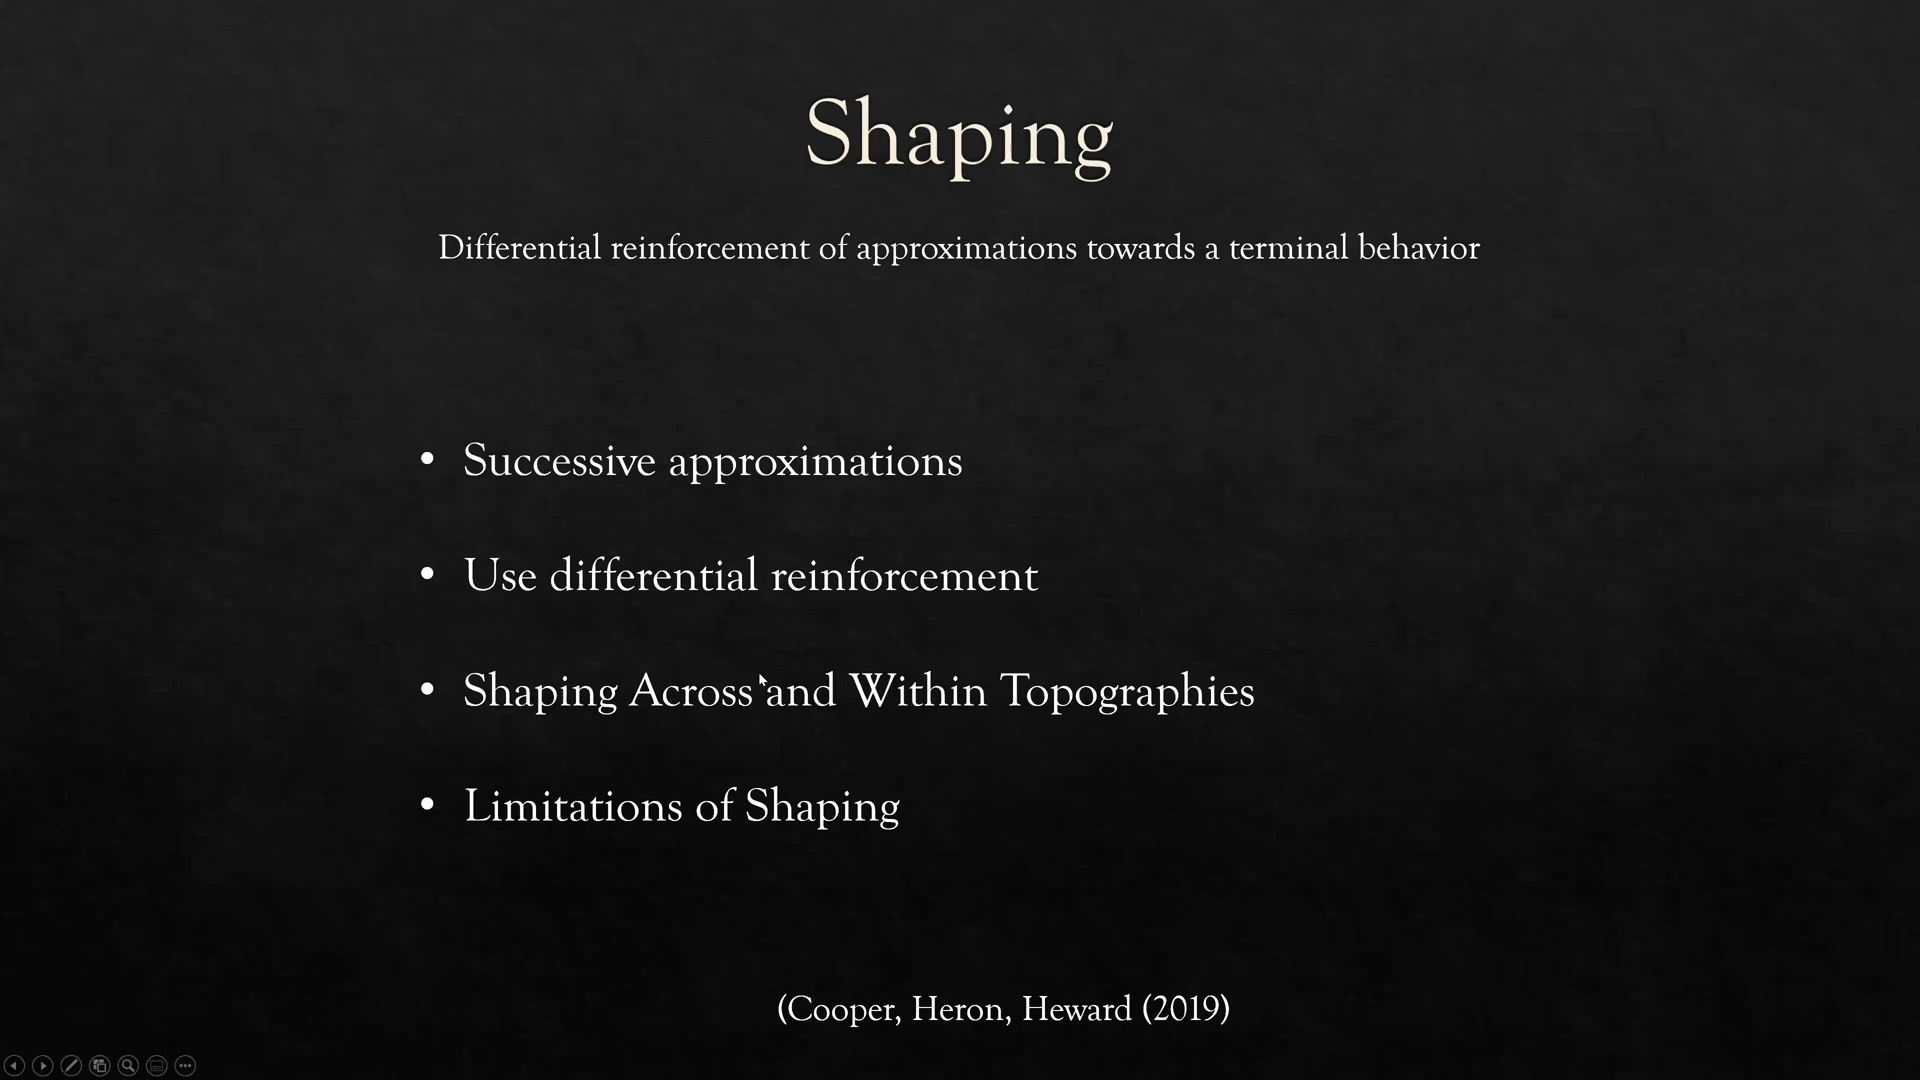 Shaping
Differential reinforcement of approximations towards a terminal behavior
• Successive approximations
• Use differential reinforcement
• Shaping Across and Within Topographies
• Limitations of Shaping
(Cooper, Heron, Heward (2019)